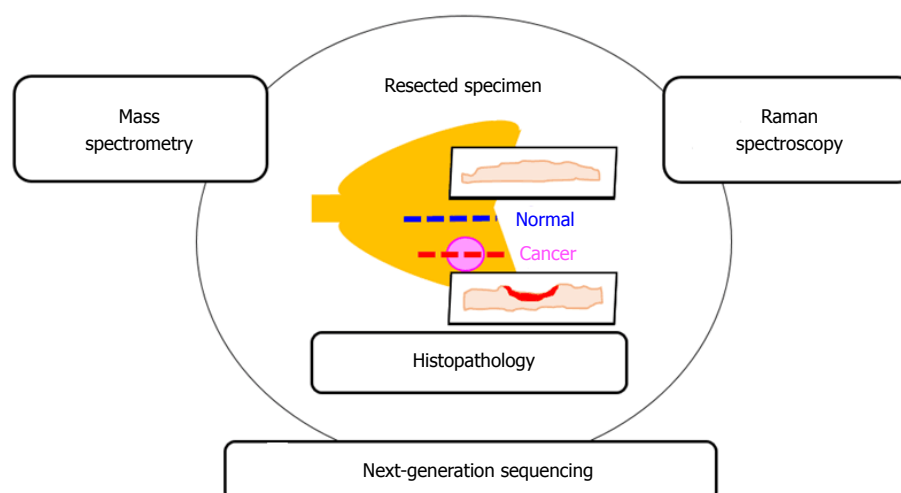 Resected specimen
Mass
spectrometry
Raman
spectroscopy
Normal
Cancer
Histopathology
Next-generation sequencing